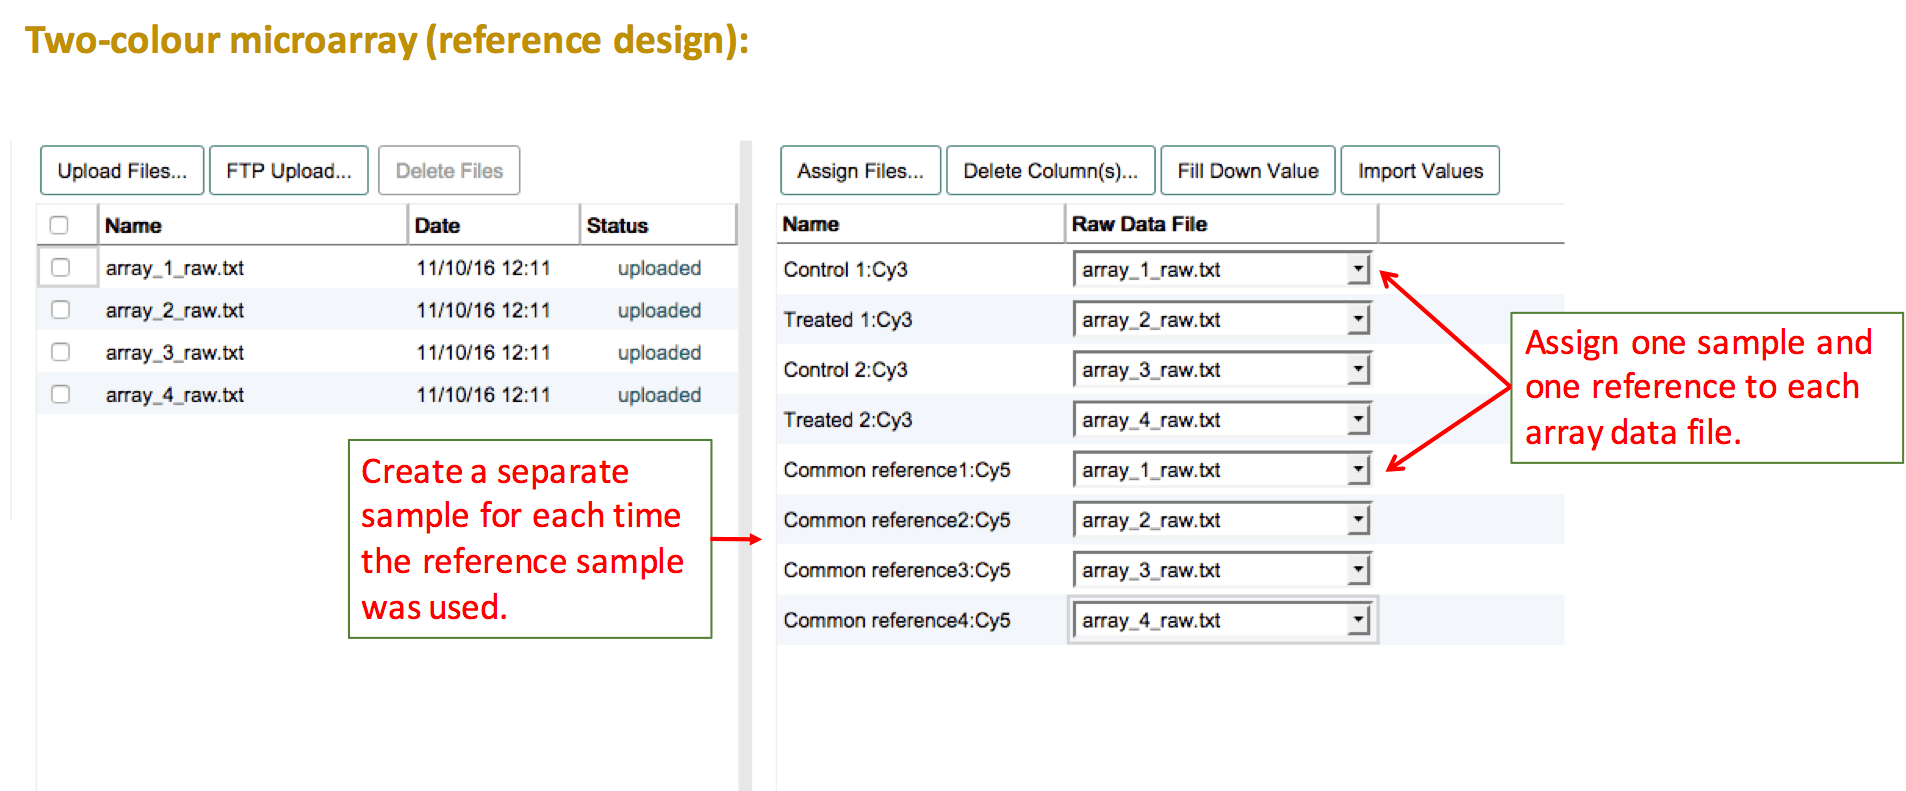 Two-colour microarray (reference design):
Upload Files... FTP Upload... Delete Files
Name Date Status
array_1_raw.txt 11/10/16 12:11 uploaded
array_2_raw.txt 11/10/16 12:11 uploaded
array_3_raw.txt 11/10/16 12:11 uploaded
array_4_raw.txt 11/10/16 12:11 uploaded
Create a separate
sample for each time
the reference sample
was used.
Assign Files... Delete Column(s)... Fill Down Value Import Values
Name Raw Data File
Control 1:Cy3 array_1_raw.txt
Treated 1:Cy3 array_2_raw.txt
Control 2:Cy3 array_3_raw.txt
Treated 2:Cy3 array_4_raw.txt
Common reference1:Cy5 array_1_raw.txt
Common reference2:Cy5 array_2_raw.txt
Common reference3:Cy5 array_3_raw.txt
Common reference4:Cy5 array_4_raw.txt
Assign one sample and
one reference to each
array data file.